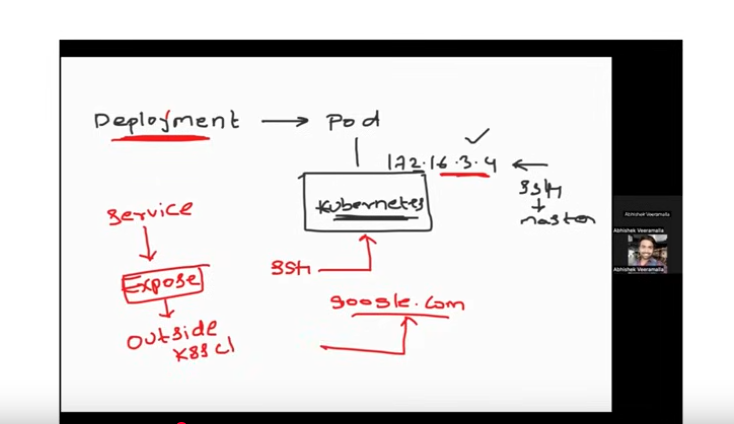 Deployment → Pod
172.16.3.4 ←
SSH
master
Kubernetes
Service
Expose
Outside
K8S Cl
SSH
google.com
Abhishek Veeramalla
Abhishek Veeramalla
Abhishek Veeramalla